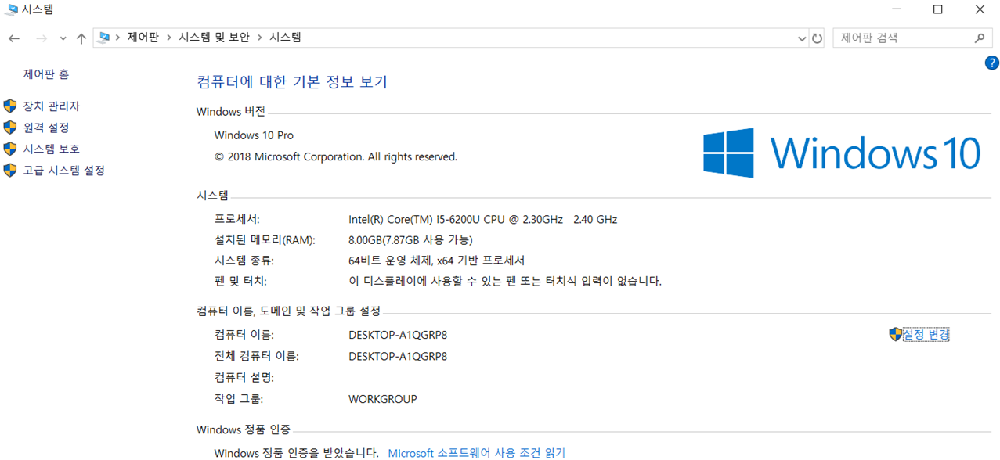 시스템
제어판 > 시스템 및 보안 > 시스템
제어판 검색
?
제어판 홈
장치 관리자
원격 설정
시스템 보호
고급 시스템 설정
컴퓨터에 대한 기본 정보 보기
Windows 버전
Windows 10 Pro
© 2018 Microsoft Corporation. All rights reserved.
Windows 10
시스템
프로세서: Intel(R) Core(TM) i5-6200U CPU @ 2.30GHz 2.40 GHz
설치된 메모리(RAM): 8.00GB(7.87GB 사용 가능)
시스템 종류: 64비트 운영 체제, x64 기반 프로세서
펜 및 터치: 이 디스플레이에 사용할 수 있는 펜 또는 터치식 입력이 없습니다.
컴퓨터 이름, 도메인 및 작업 그룹 설정
컴퓨터 이름: DESKTOP-A1QGRP8 설정 변경
전체 컴퓨터 이름: DESKTOP-A1QGRP8
컴퓨터 설명:
작업 그룹: WORKGROUP
Windows 정품 인증
Windows 정품 인증을 받았습니다. Microsoft 소프트웨어 사용 조건 읽기